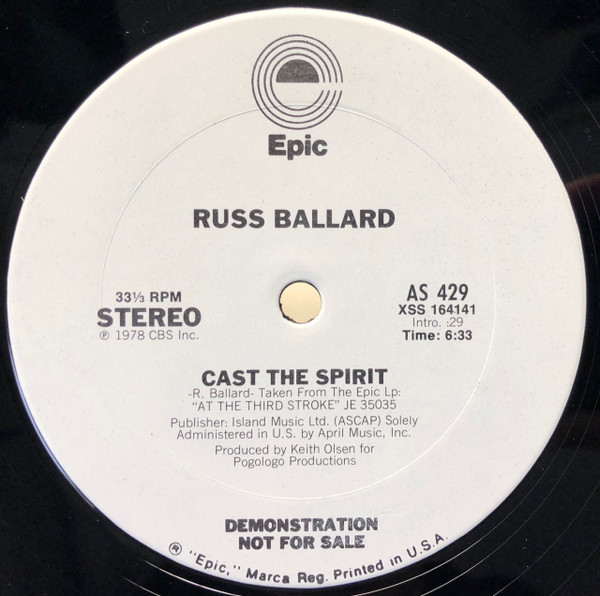 Epic
RUSS BALLARD
33⅓ RPM
STEREO
℗ 1978 CBS Inc.
AS 429
XSS 164141
Intro. :29
Time: 6:33
CAST THE SPIRIT
-R. Ballard- Taken From The Epic Lp:
"AT THE THIRD STROKE" JE 35035
Publisher: Island Music Ltd. (ASCAP) Solely
Administered in U.S. by April Music, Inc.
Produced by Keith Olsen for
Pogologo Productions
DEMONSTRATION
NOT FOR SALE
® "Epic," Marca Reg. Printed in U.S.A.